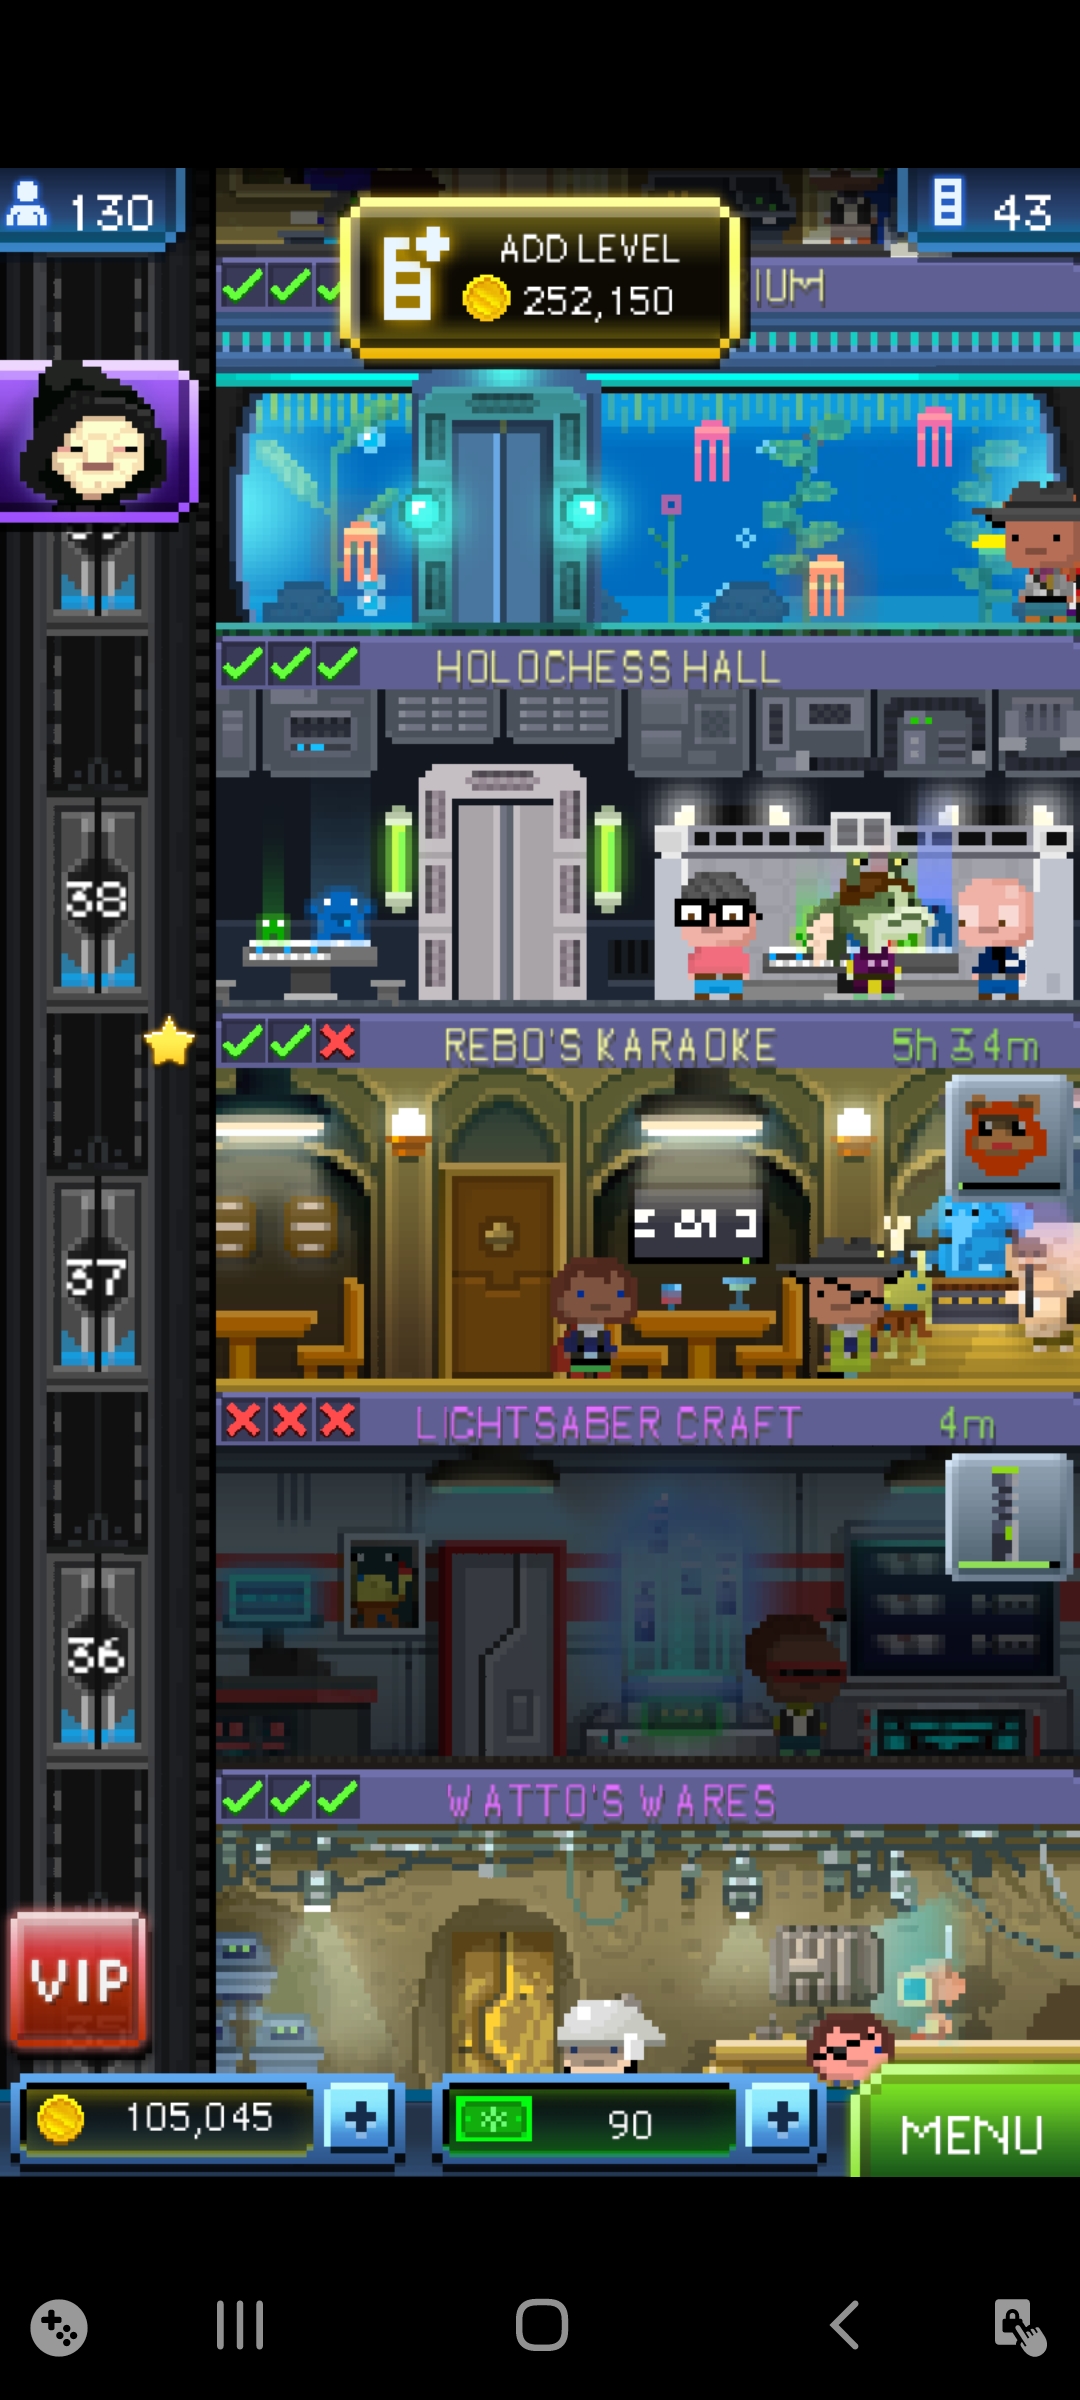 130
43
ADD LEVEL
252,150
IUM
HOLOCHESS HALL
38
REBO'S KARAOKE
5h 34m
37
LIGHTSABER CRAFT
4m
36
WATTO'S WARES
VIP
105,045
90
MENU